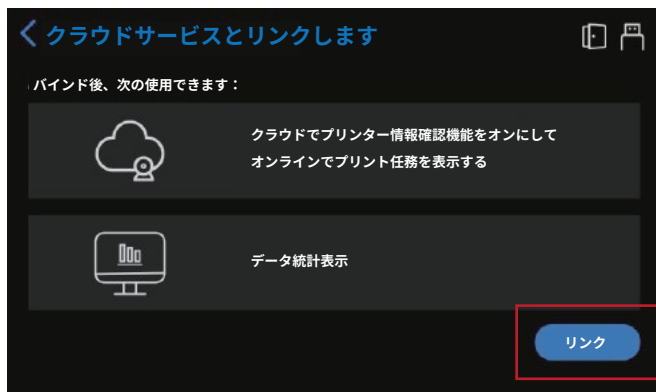 クラウドサービスとリンクします
バインド後、次の使用できます：
クラウドでプリンター情報確認機能をオンにして
オンラインでプリント任務を表示する
データ統計表示
リンク